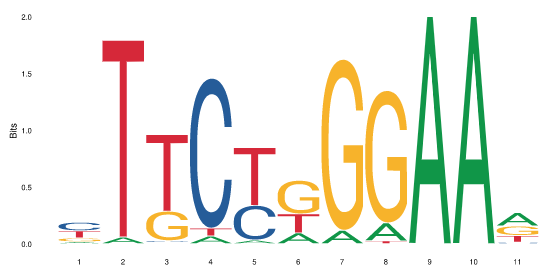 2.0
1.5
1.0
0.5
0.0
Bits
C T G A
T A
T G
C T A
T C A
G T A
G A
G A T
A
A
A G C T
1 2 3 4 5 6 7 8 9 10 11